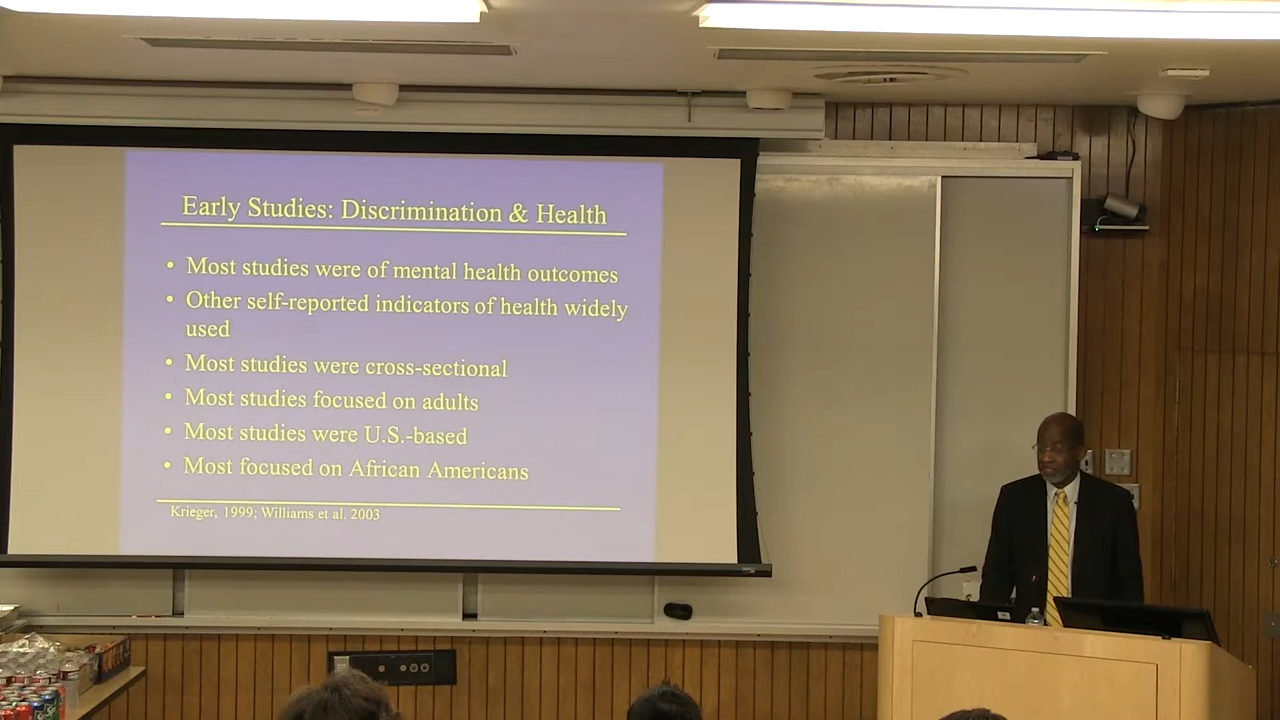 Early Studies: Discrimination & Health
• Most studies were of mental health outcomes
• Other self-reported indicators of health widely
used
• Most studies were cross-sectional
• Most studies focused on adults
• Most studies were U.S.-based
• Most focused on African Americans
Krieger, 1999; Williams et al. 2003